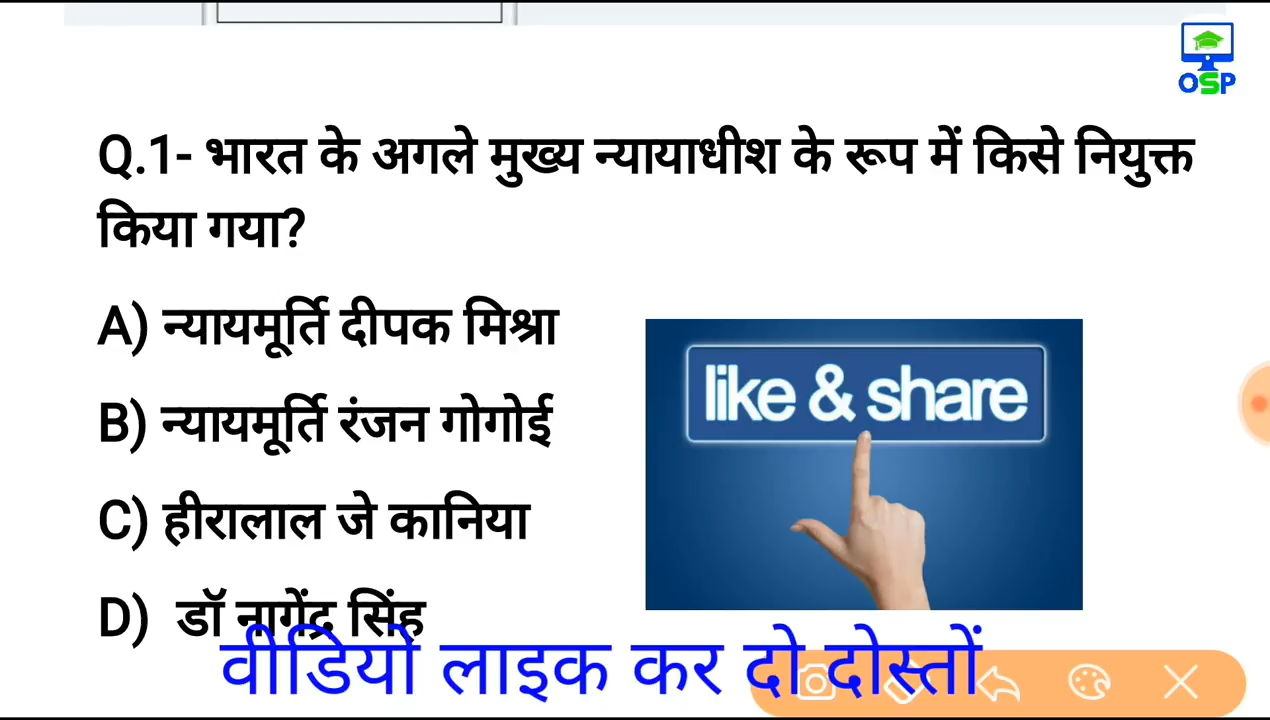 OSP
Q.1- भारत के अगले मुख्य न्यायाधीश के रूप में किसे नियुक्त
किया गया?
A) न्यायमूर्ति दीपक मिश्रा
B) न्यायमूर्ति रंजन गोगोई
like & share
C) हीरालाल जे कानिया
D) डॉ नागेंद्र सिंह
वीडियो लाइक कर दो दोस्तों